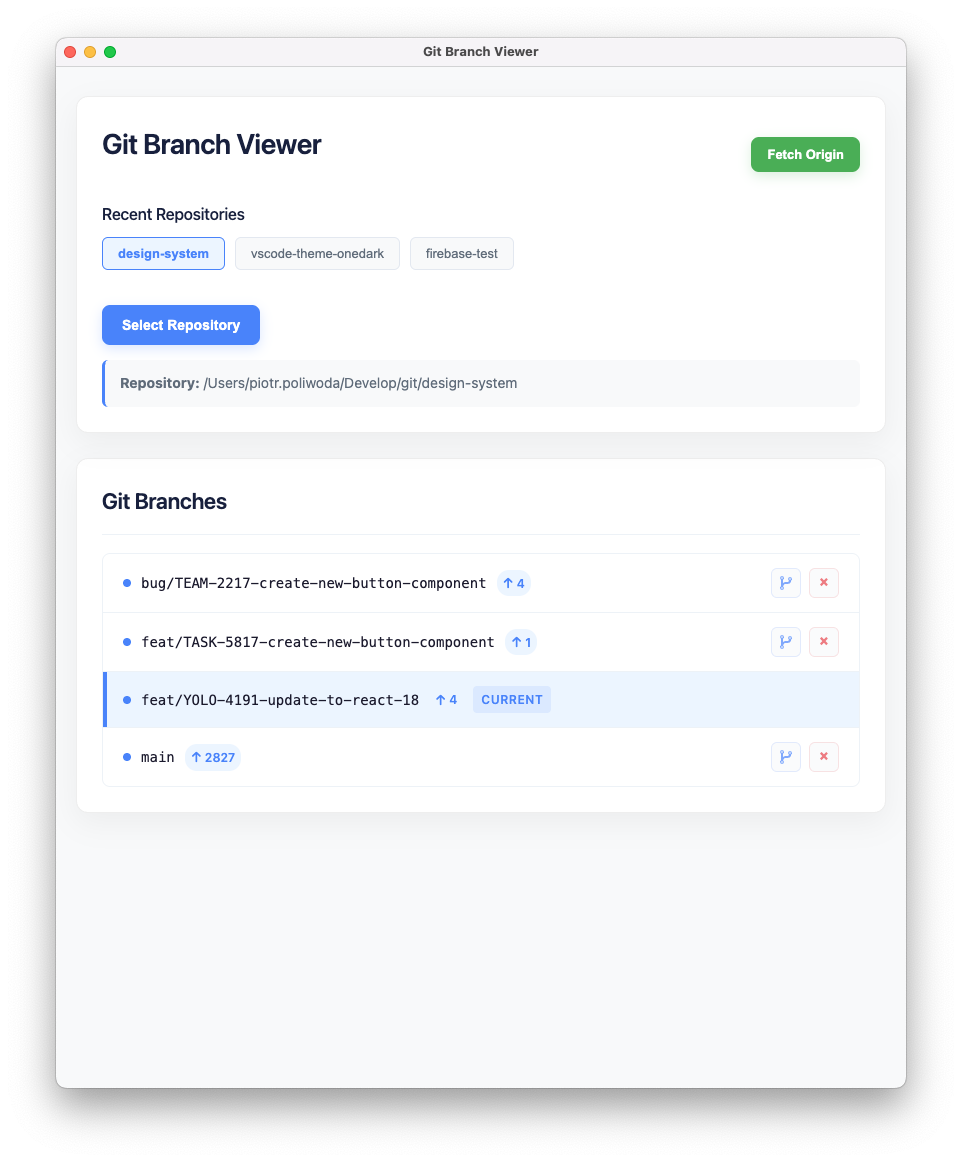 Git Branch Viewer
Git Branch Viewer
Fetch Origin
Recent Repositories
design-system vscode-theme-onedark firebase-test
Select Repository
Repository: /Users/piotr.poliwoda/Develop/git/design-system
Git Branches
bug/TEAM-2217-create-new-button-component ↑ 4
feat/TASK-5817-create-new-button-component ↑ 1
feat/YOLO-4191-update-to-react-18 ↑ 4 CURRENT
main ↑ 2827